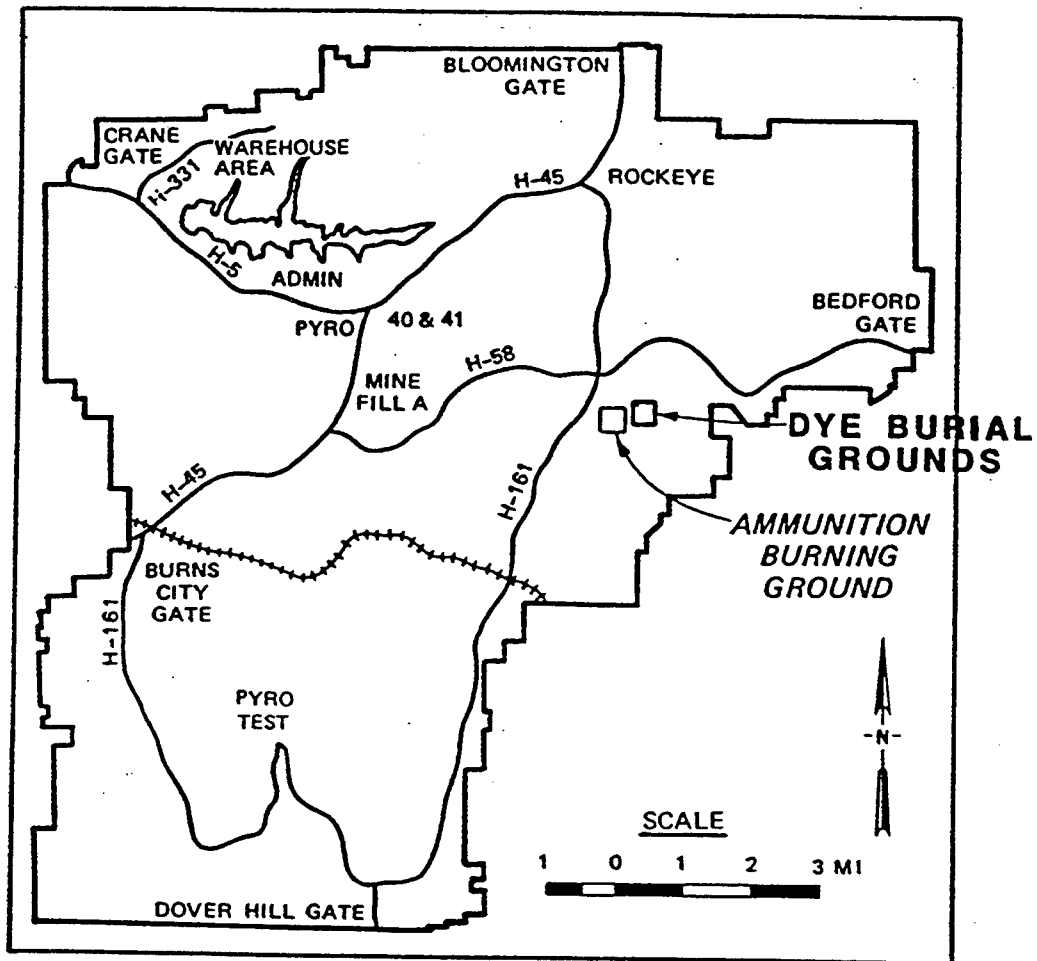 BLOOMINGTON
GATE
CRANE
GATE
WAREHOUSE
AREA
H-331
H-45
ROCKEYE
H-5
ADMIN
BEDFORD
GATE
PYRO
40 & 41
H-58
MINE
FILL A
DYE BURIAL
GROUNDS
H-45
H-161
AMMUNITION
BURNING
GROUND
BURNS
CITY
GATE
H-161
PYRO
TEST
-N-
SCALE
1 0 1 2 3 MI
DOVER HILL GATE